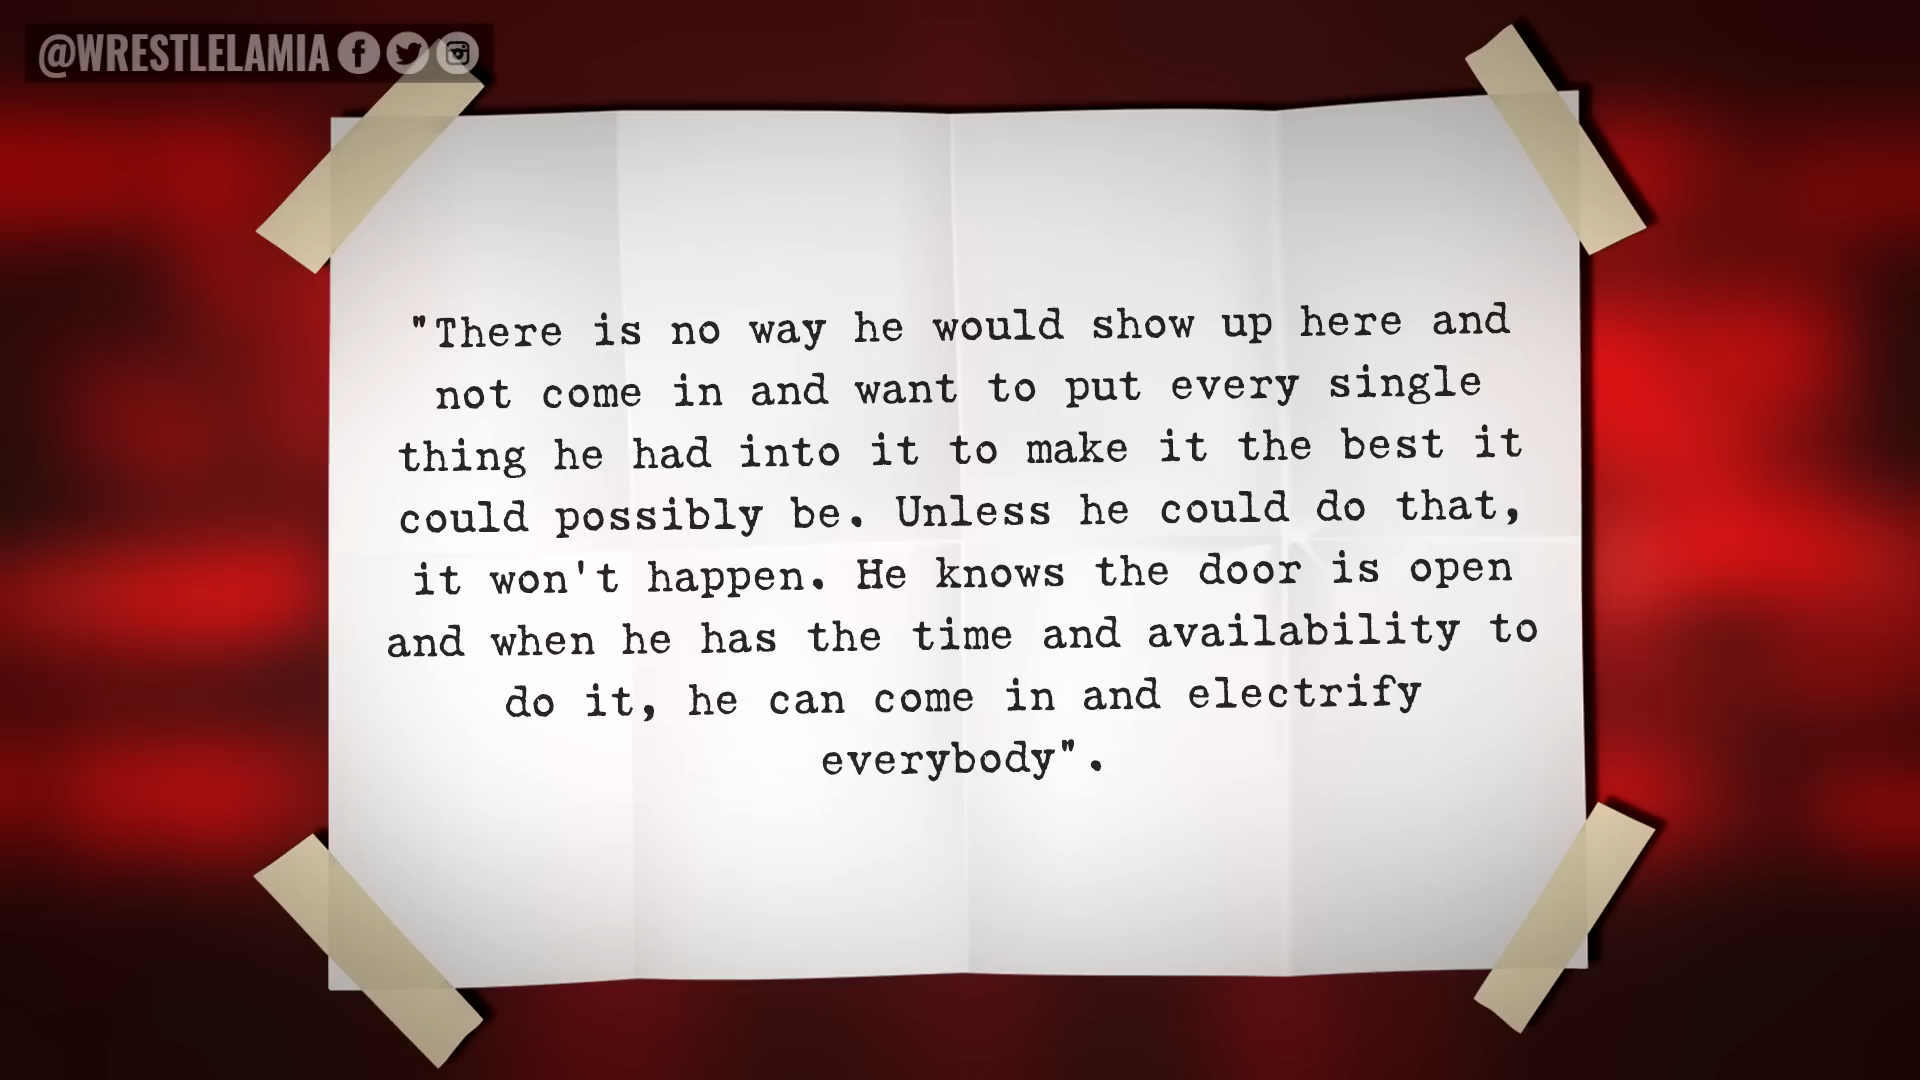 @WRESTLELAMIA
"There is no way he would show up here and
not come in and want to put every single
thing he had into it to make it the best it
could possibly be. Unless he could do that,
it won't happen. He knows the door is open
and when he has the time and availability to
do it, he can come in and electrify
everybody".